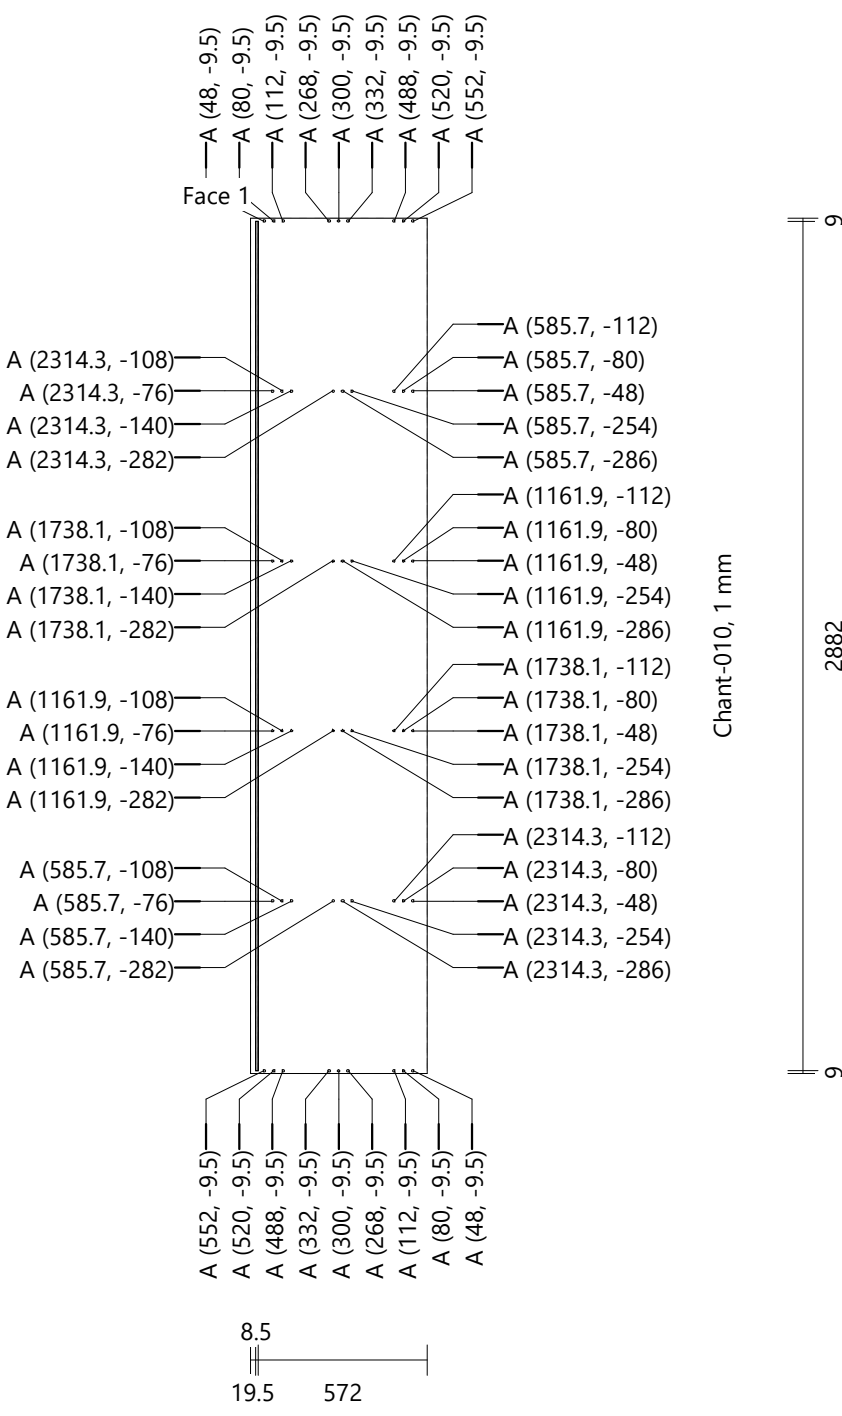 A (48, -9.5)
A (80, -9.5)
A (112, -9.5)
A (268, -9.5)
A (300, -9.5)
A (332, -9.5)
A (488, -9.5)
A (520, -9.5)
A (552, -9.5)
Face 1
9
A (2314.3, -108)
A (2314.3, -76)
A (2314.3, -140)
A (2314.3, -282)
A (1738.1, -108)
A (1738.1, -76)
A (1738.1, -140)
A (1738.1, -282)
A (1161.9, -108)
A (1161.9, -76)
A (1161.9, -140)
A (1161.9, -282)
A (585.7, -108)
A (585.7, -76)
A (585.7, -140)
A (585.7, -282)
A (585.7, -112)
A (585.7, -80)
A (585.7, -48)
A (585.7, -254)
A (585.7, -286)
A (1161.9, -112)
A (1161.9, -80)
A (1161.9, -48)
A (1161.9, -254)
A (1161.9, -286)
A (1738.1, -112)
A (1738.1, -80)
A (1738.1, -48)
A (1738.1, -254)
A (1738.1, -286)
A (2314.3, -112)
A (2314.3, -80)
A (2314.3, -48)
A (2314.3, -254)
A (2314.3, -286)
Chant-010, 1 mm
2882
9
A (552, -9.5)
A (520, -9.5)
A (488, -9.5)
A (332, -9.5)
A (300, -9.5)
A (268, -9.5)
A (112, -9.5)
A (80, -9.5)
A (48, -9.5)
8.5
19.5
572